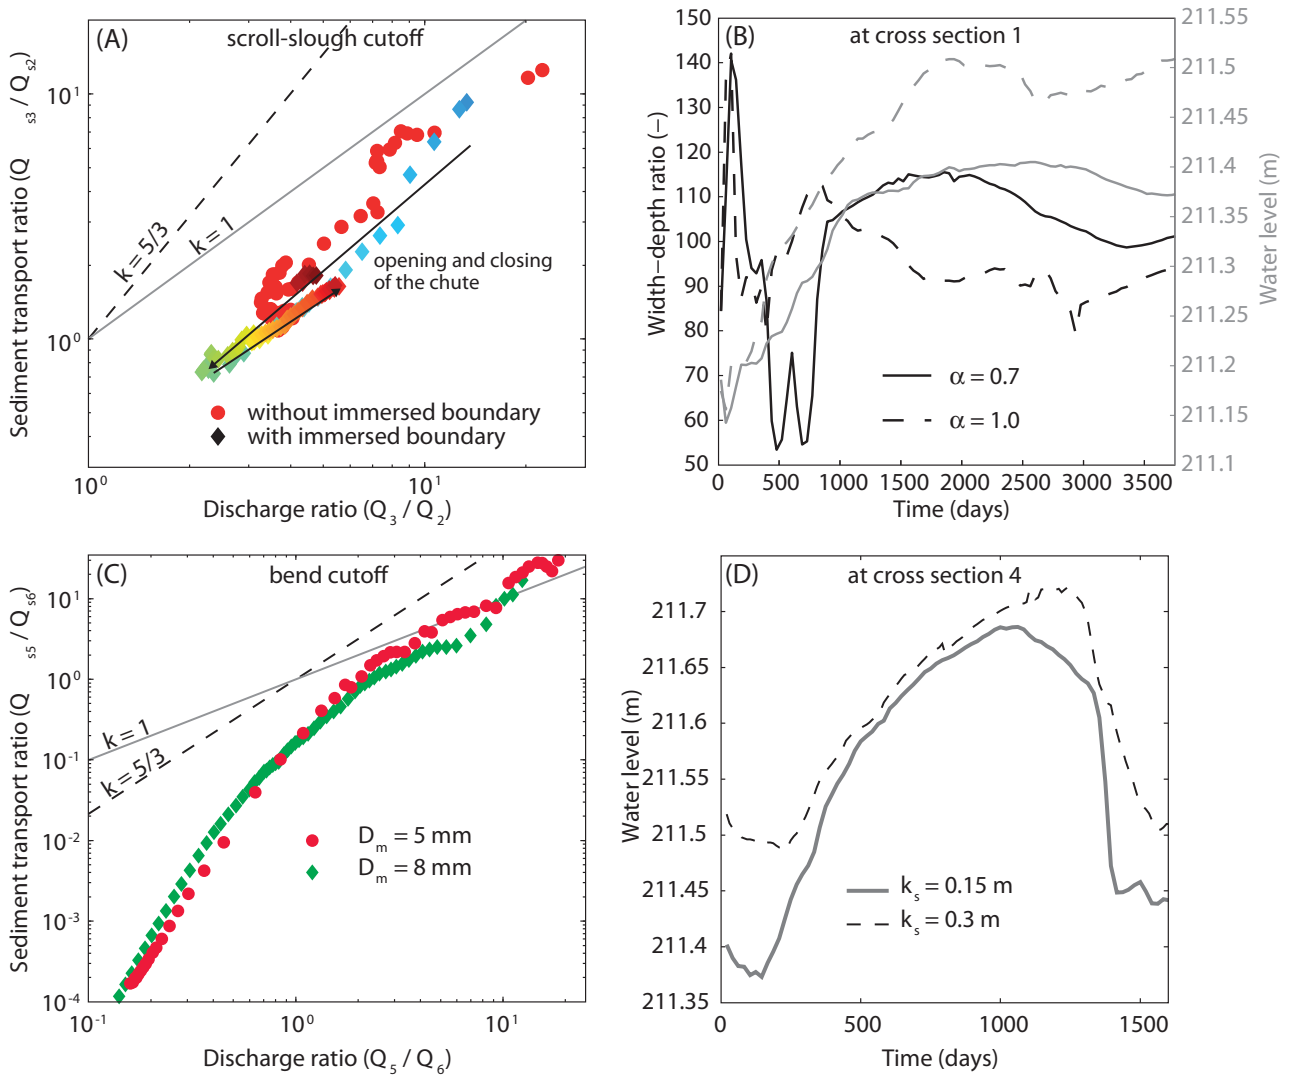 (A) scroll-slough cutoff
Sediment transport ratio (Q s3 / Q s2)
10^1
10^0
k = 5/3
k = 1
opening and closing
of the chute
without immersed boundary
with immersed boundary
10^0 10^1
Discharge ratio (Q_3 / Q_2)
(B) at cross section 1
Width–depth ratio (–)
150
140
130
120
110
100
90
80
70
60
50
211.55
211.5
211.45
211.4
211.35
211.3
211.25
211.2
211.15
211.1
Water level (m)
α = 0.7
α = 1.0
0 500 1000 1500 2000 2500 3000 3500
Time (days)
(C) bend cutoff
Sediment transport ratio (Q s5 / Q s6)
10^1
10^0
10^-1
10^-2
10^-3
10^-4
k = 1
k = 5/3
D_m = 5 mm
D_m = 8 mm
10^-1 10^0 10^1
Discharge ratio (Q_5 / Q_6)
(D) at cross section 4
Water level (m)
211.7
211.65
211.6
211.55
211.5
211.45
211.4
211.35
k_s = 0.15 m
k_s = 0.3 m
0 500 1000 1500
Time (days)